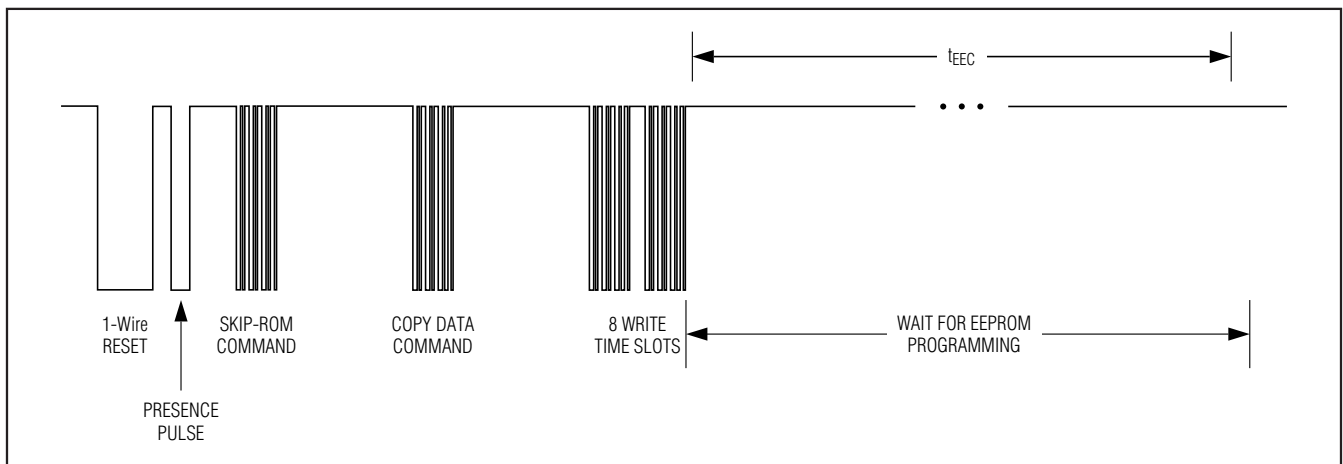 tEEC
1-Wire
RESET
SKIP-ROM
COMMAND
COPY DATA
COMMAND
8 WRITE
TIME SLOTS
WAIT FOR EEPROM
PROGRAMMING
PRESENCE
PULSE